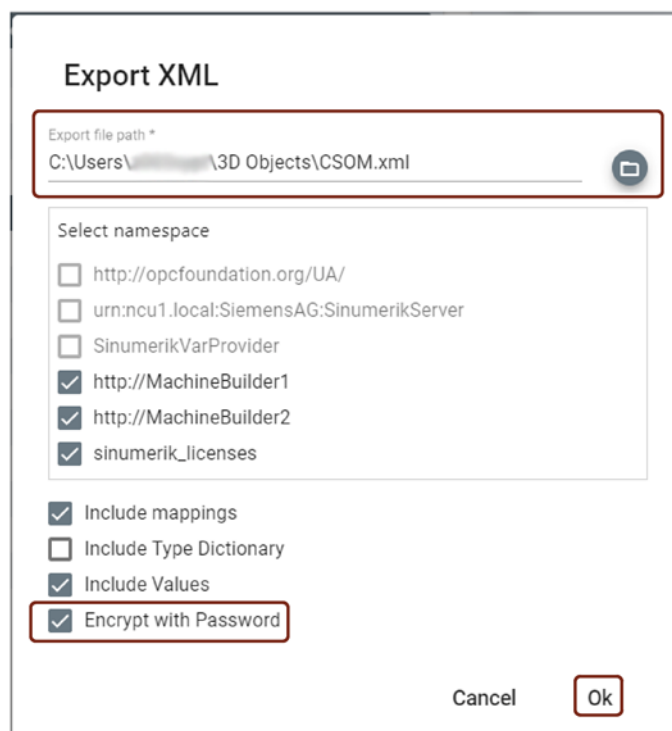 Export XML
Export file path *
C:\Users\ \3D Objects\CSOM.xml
Select namespace
http://opcfoundation.org/UA/
urn:ncu1.local:SiemensAG:SinumerikServer
SinumerikVarProvider
http://MachineBuilder1
http://MachineBuilder2
sinumerik_licenses
Include mappings
Include Type Dictionary
Include Values
Encrypt with Password
Cancel Ok